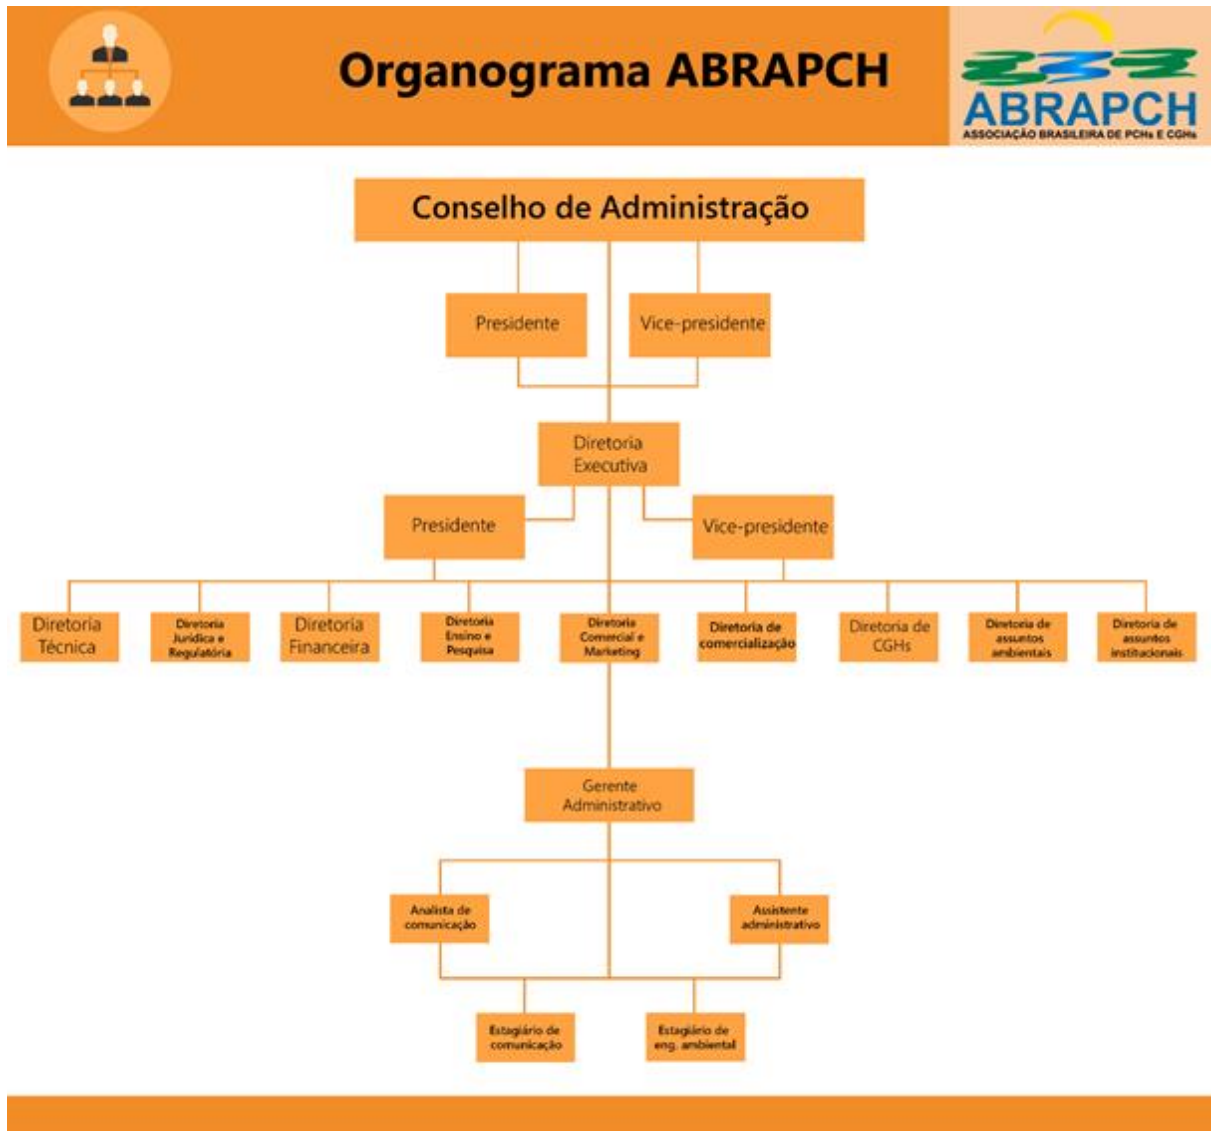 Organograma ABRAPCH
ABRAPCH
ASSOCIAÇÃO BRASILEIRA DE PCHs E CGHs
Conselho de Administração
Presidente
Vice-presidente
Diretoria
Executiva
Presidente
Vice-presidente
Diretoria
Técnica
Diretoria
Jurídica e
Regulatória
Diretoria
Financeira
Diretoria
Ensino e
Pesquisa
Diretoria
Comercial e
Marketing
Diretoria de
comercialização
Diretoria de
CGHs
Diretoria de
assuntos
ambientais
Diretoria de
assuntos
institucionais
Gerente
Administrativo
Analista de
comunicação
Assistente
administrativo
Estagiário de
comunicação
Estagiário de
eng. ambiental